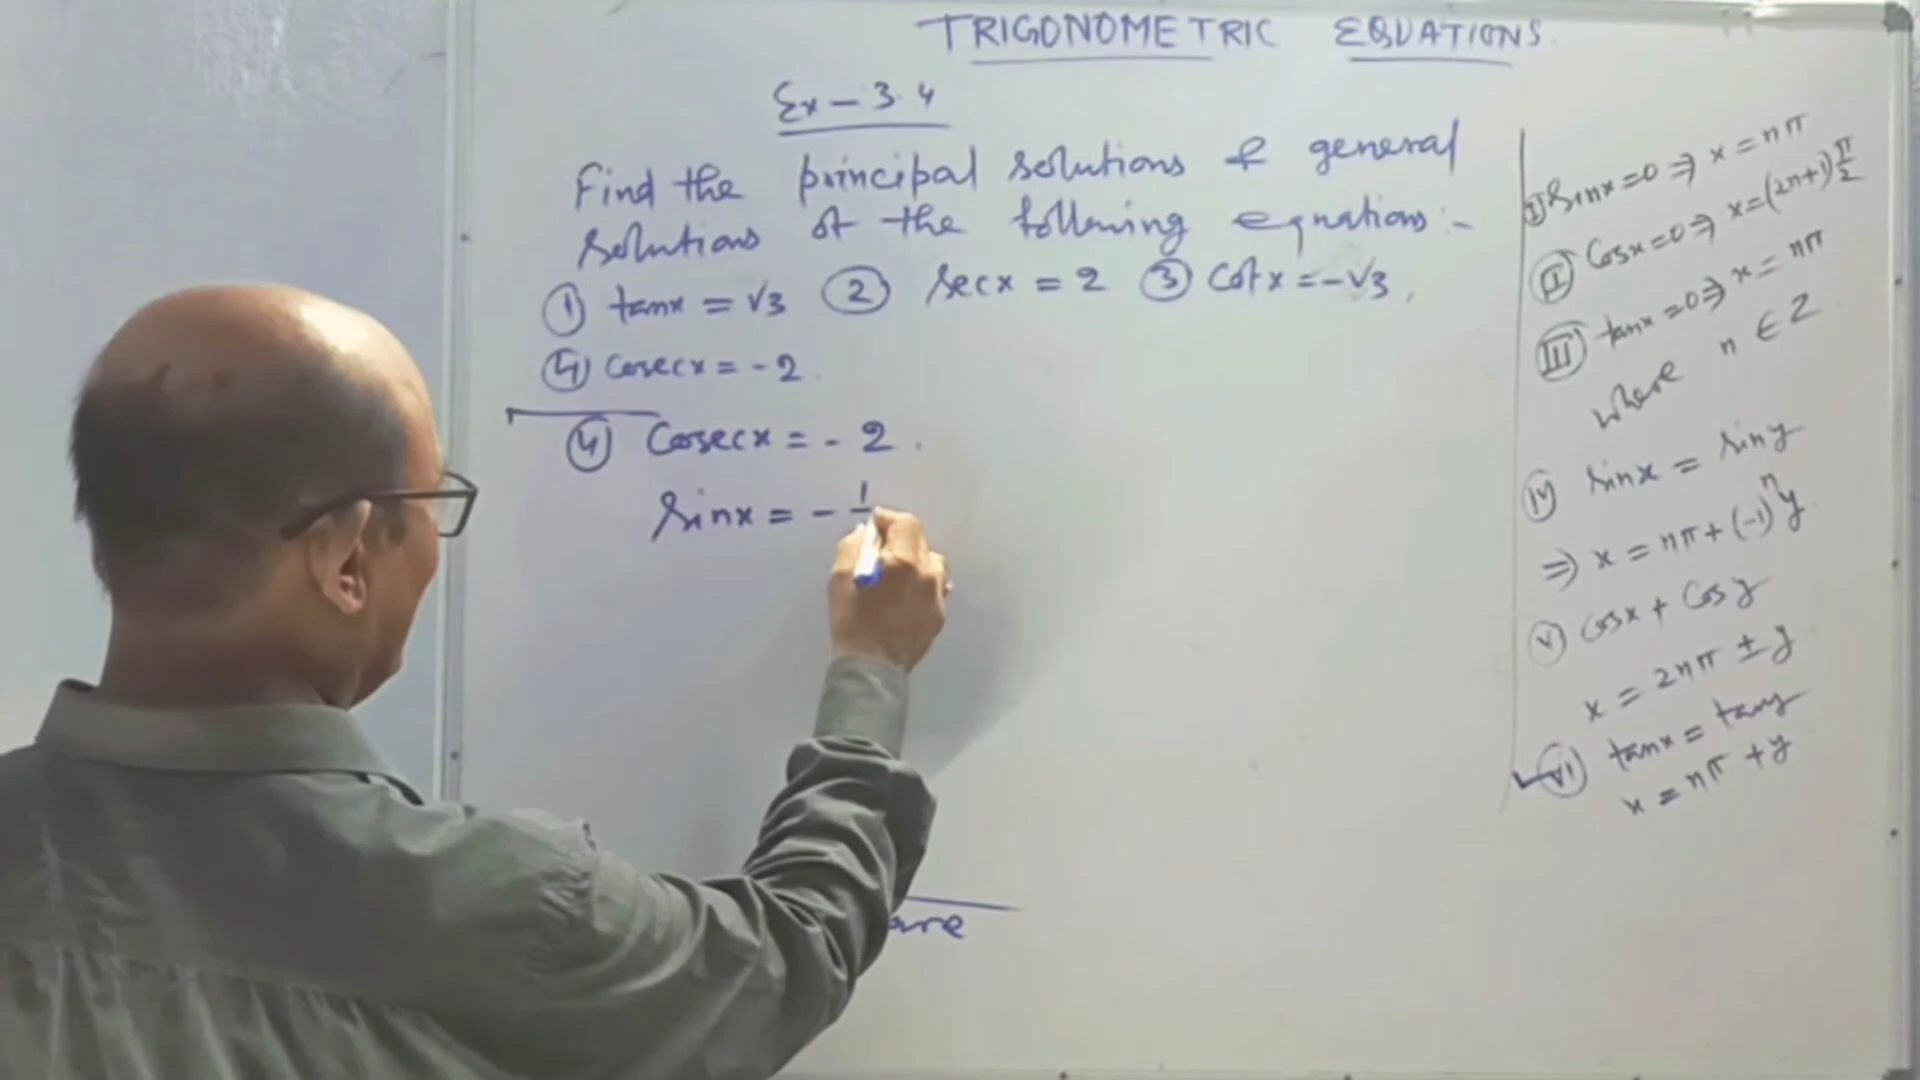 TRIGONOMETRIC EQUATIONS
Ex - 3.4
Find the principal solutions & general
solutions of the following equations :-
① tanx = √3 ② secx = 2 ③ Cotx = -√3,
④ Cosecx = -2.
④ Cosecx = -2.
Sinx = - 1
are
Ⓘ Sinx = 0 ⇒ x = nπ
Ⓘ︎Ⓘ Cosx = 0 ⇒ x = (2n+1) π/2
III tanx = 0 ⇒ x = nπ
where n ∈ Z
IV sinx = siny
⇒ x = nπ + (-1)^n y
V Cosx + Cosy
x = 2nπ ± y
VI tanx = tany
x = nπ + y